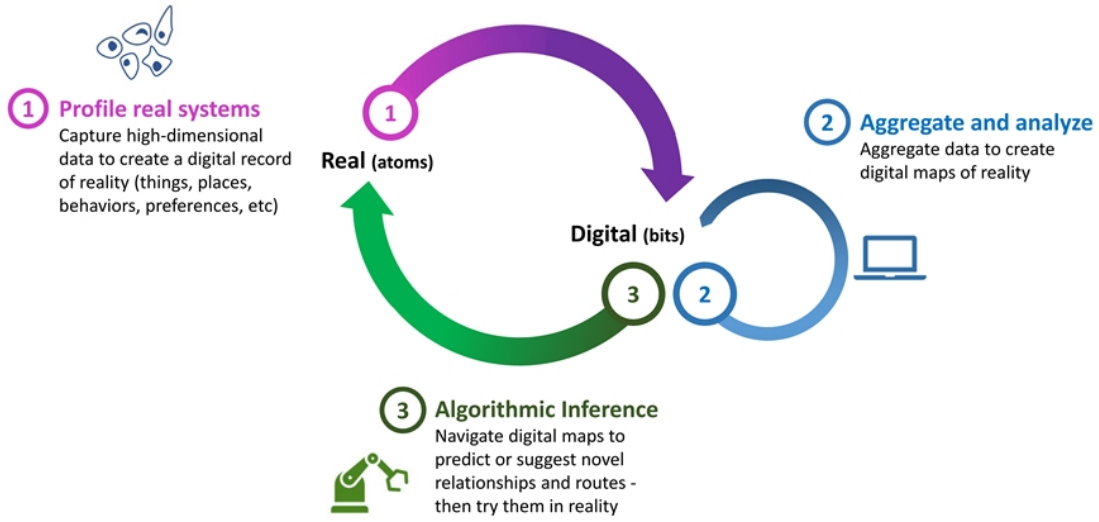 1 Profile real systems
Capture high-dimensional
data to create a digital record
of reality (things, places,
behaviors, preferences, etc)
1
Real (atoms)
2 Aggregate and analyze
Aggregate data to create
digital maps of reality
Digital (bits)
3
2
3 Algorithmic Inference
Navigate digital maps to
predict or suggest novel
relationships and routes -
then try them in reality